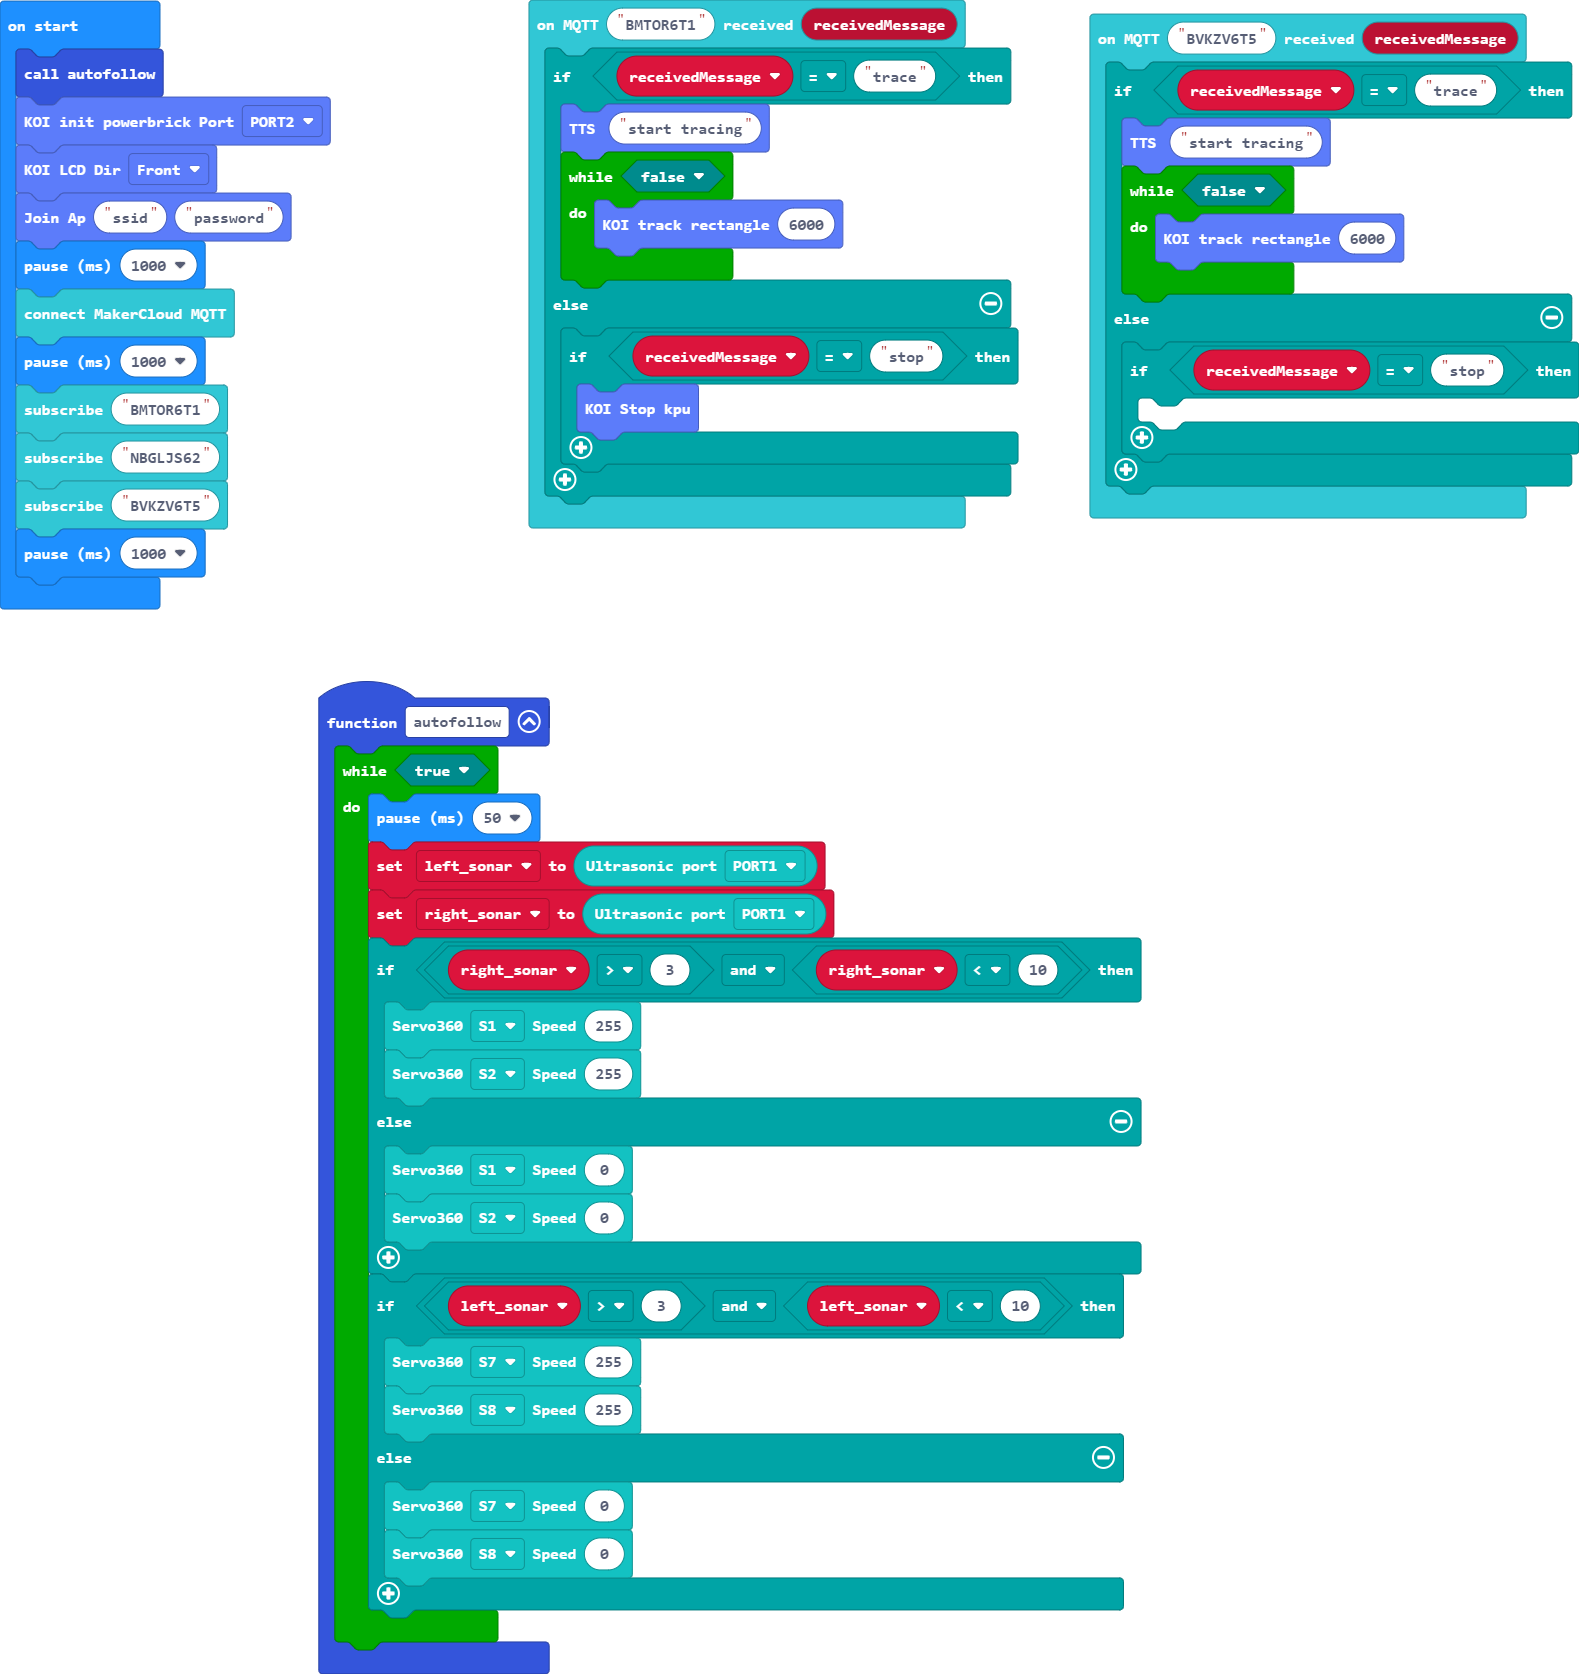 on start
call autofollow
KOI init powerbrick Port PORT2
KOI LCD Dir Front
Join Ap "ssid" "password"
pause (ms) 1000
connect MakerCloud MQTT
pause (ms) 1000
subscribe "BMTOR6T1"
subscribe "NBGLJS62"
subscribe "BVKZV6T5"
pause (ms) 1000
on MQTT "BMTOR6T1" received receivedMessage
if receivedMessage = "trace" then
TTS "start tracing"
while false
do KOI track rectangle 6000
else
if receivedMessage = "stop" then
KOI Stop kpu
on MQTT "BVKZV6T5" received receivedMessage
if receivedMessage = "trace" then
TTS "start tracing"
while false
do KOI track rectangle 6000
else
if receivedMessage = "stop" then
function autofollow
while true
do pause (ms) 50
set left_sonar to Ultrasonic port PORT1
set right_sonar to Ultrasonic port PORT1
if right_sonar > 3 and right_sonar < 10 then
Servo360 S1 Speed 255
Servo360 S2 Speed 255
else
Servo360 S1 Speed 0
Servo360 S2 Speed 0
if left_sonar > 3 and left_sonar < 10 then
Servo360 S7 Speed 255
Servo360 S8 Speed 255
else
Servo360 S7 Speed 0
Servo360 S8 Speed 0